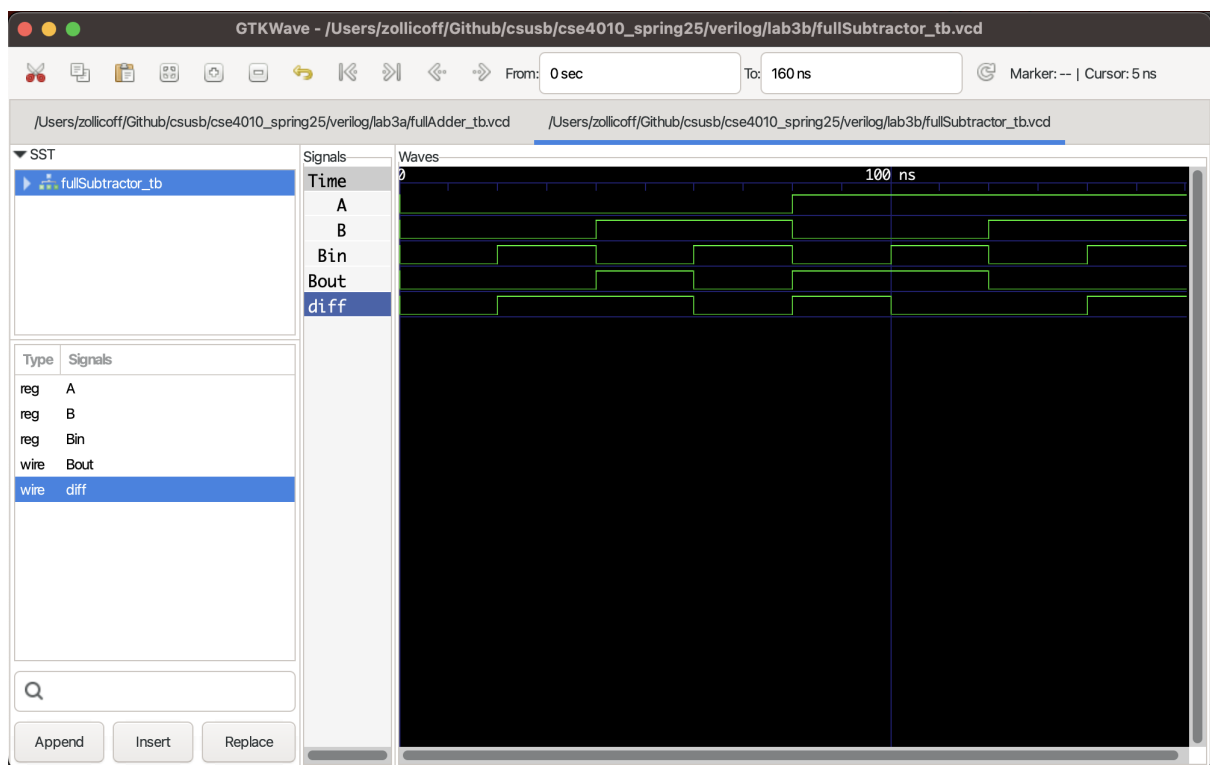 GTKWave - /Users/zollicoff/Github/csusb/cse4010_spring25/verilog/lab3b/fullSubtractor_tb.vcd
From: 0 sec To: 160 ns Marker: -- | Cursor: 5 ns
/Users/zollicoff/Github/csusb/cse4010_spring25/verilog/lab3a/fullAdder_tb.vcd /Users/zollicoff/Github/csusb/cse4010_spring25/verilog/lab3b/fullSubtractor_tb.vcd
SST
fullSubtractor_tb
Type Signals
reg A
reg B
reg Bin
wire Bout
wire diff
Append Insert Replace
Signals
Time
A
B
Bin
Bout
diff
Waves
0 100 ns